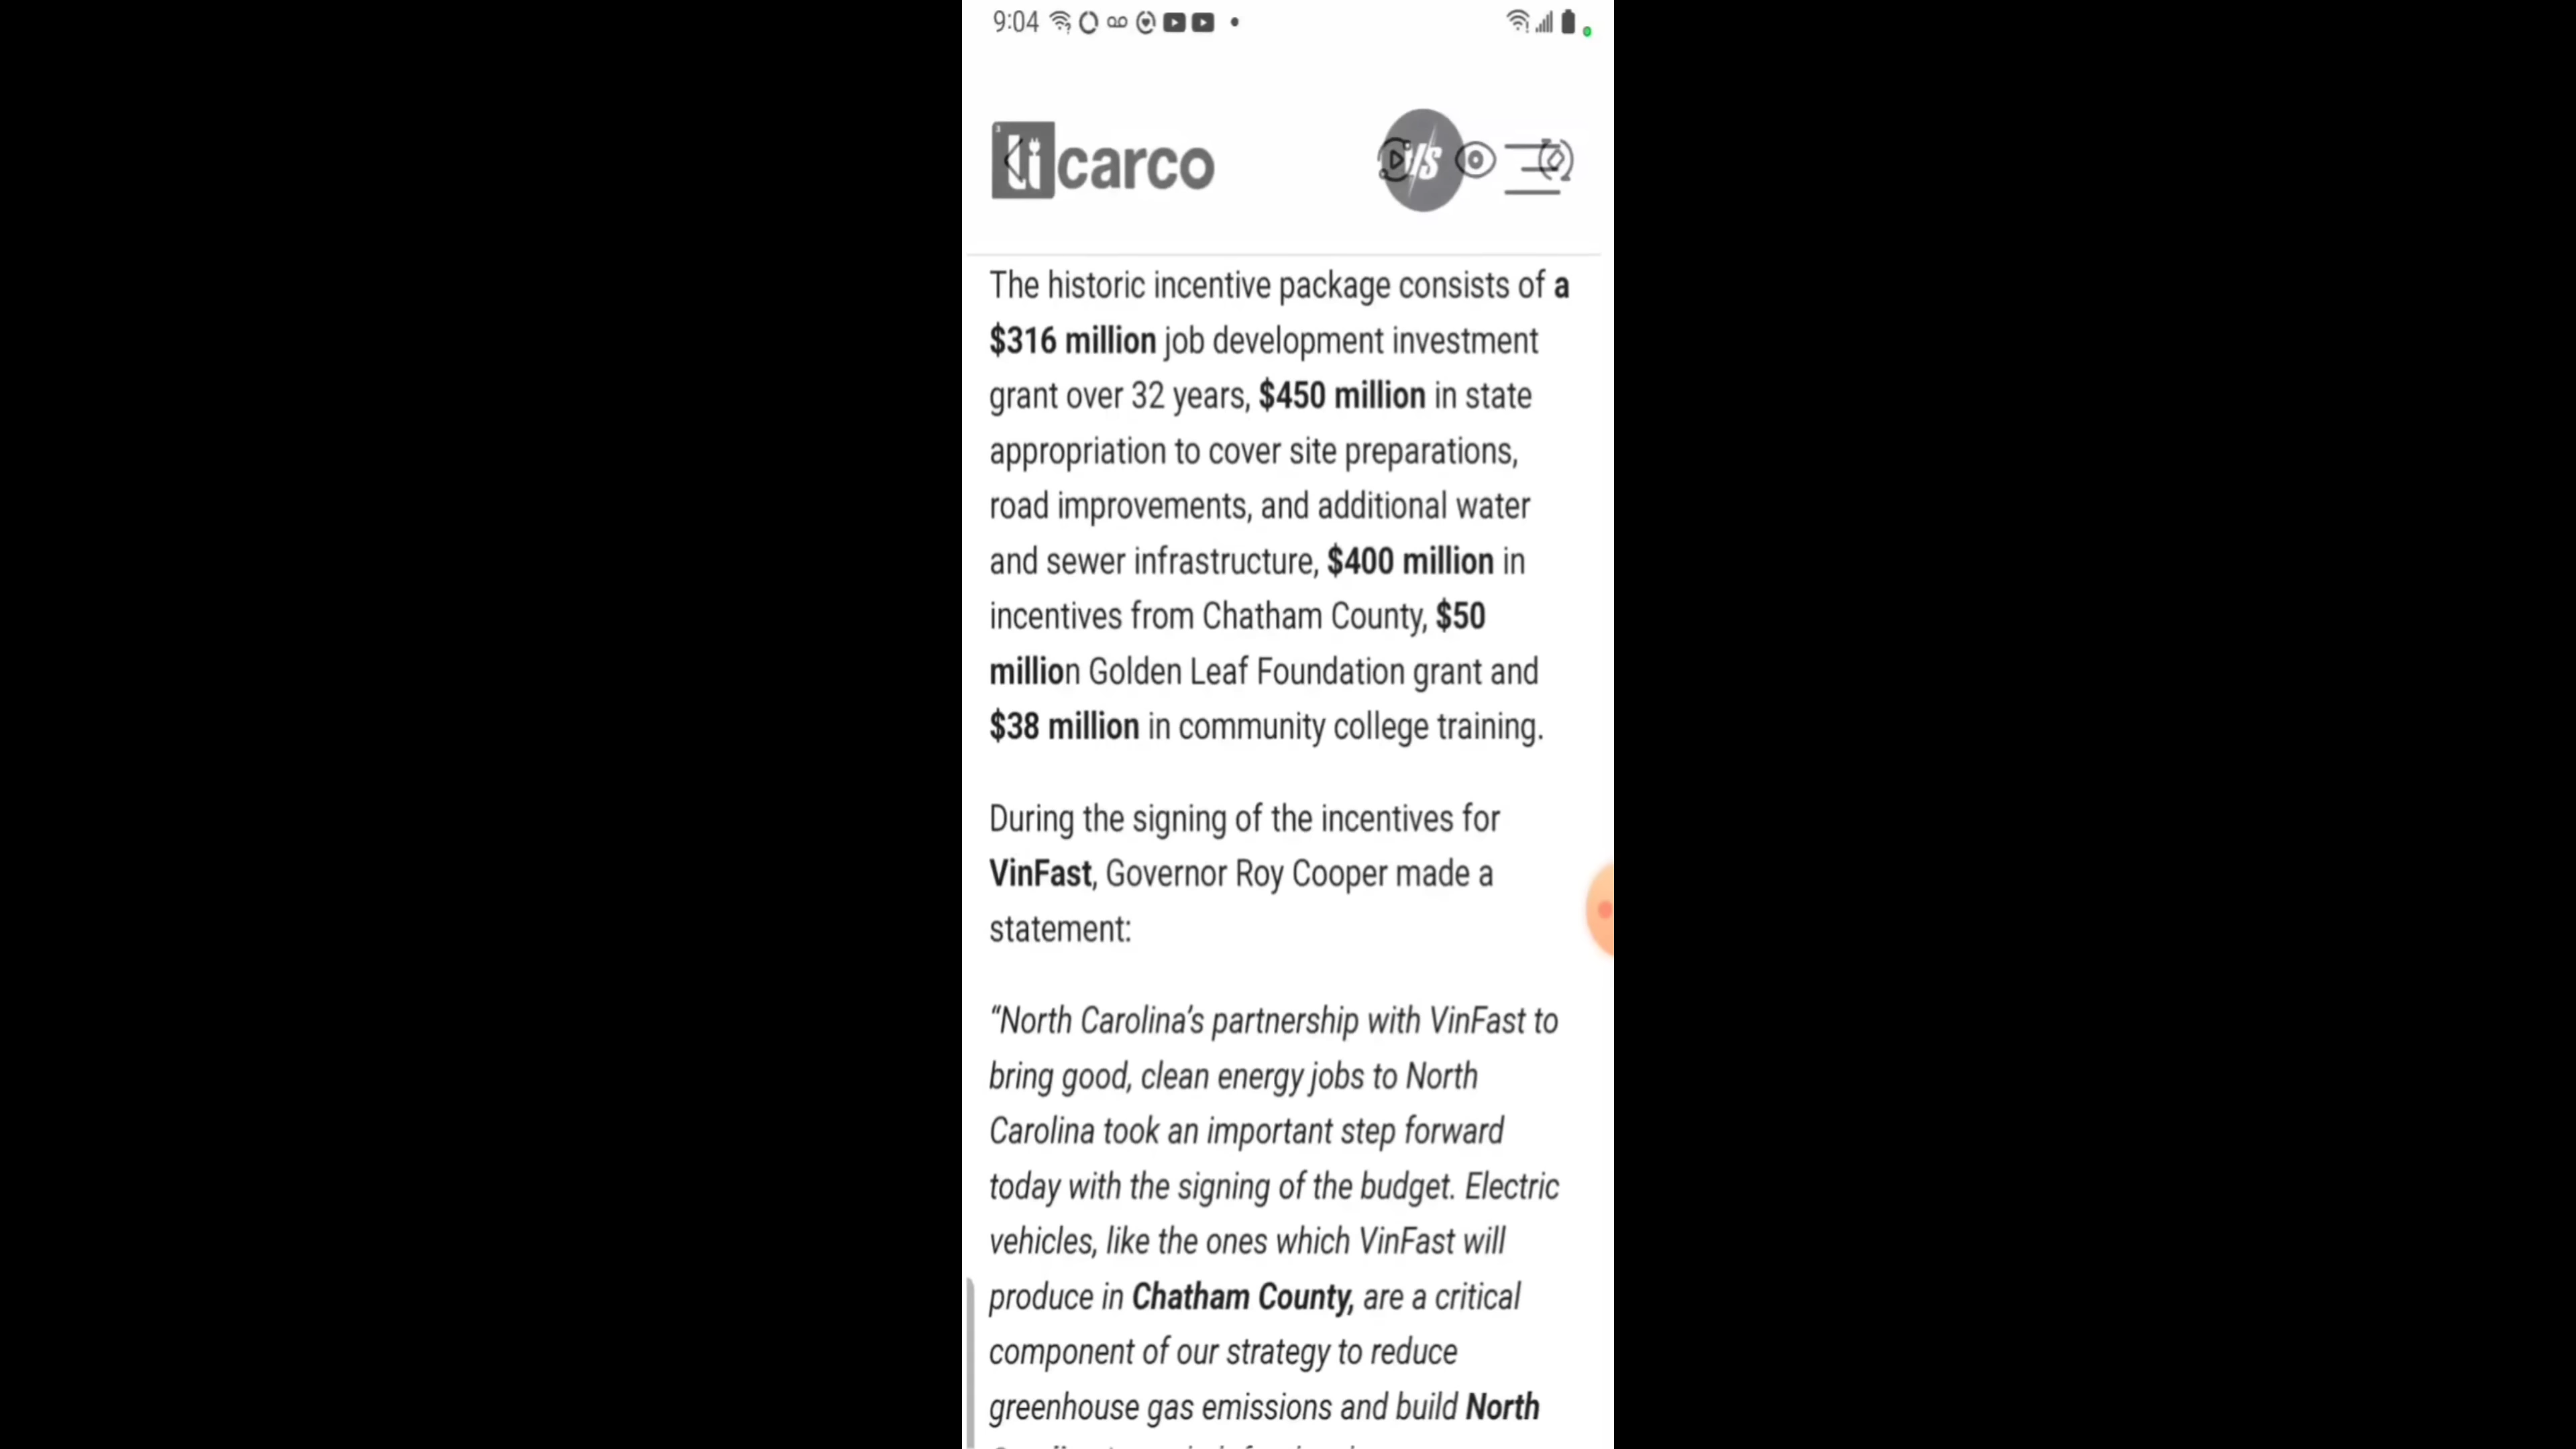 9:04
Li carco
VS
The historic incentive package consists of a
$316 million job development investment
grant over 32 years, $450 million in state
appropriation to cover site preparations,
road improvements, and additional water
and sewer infrastructure, $400 million in
incentives from Chatham County, $50
million Golden Leaf Foundation grant and
$38 million in community college training.
During the signing of the incentives for
VinFast, Governor Roy Cooper made a
statement:
“North Carolina’s partnership with VinFast to
bring good, clean energy jobs to North
Carolina took an important step forward
today with the signing of the budget. Electric
vehicles, like the ones which VinFast will
produce in Chatham County, are a critical
component of our strategy to reduce
greenhouse gas emissions and build North